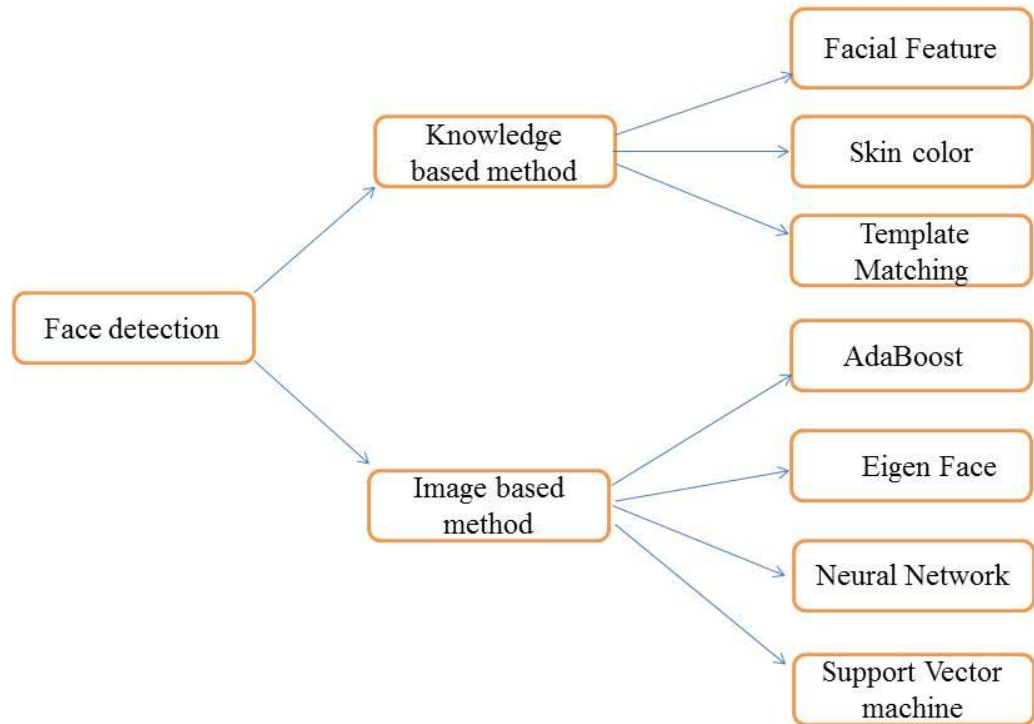 Face detection
Knowledge
based method
Facial Feature
Skin color
Template
Matching
Image based
method
AdaBoost
Eigen Face
Neural Network
Support Vector
machine